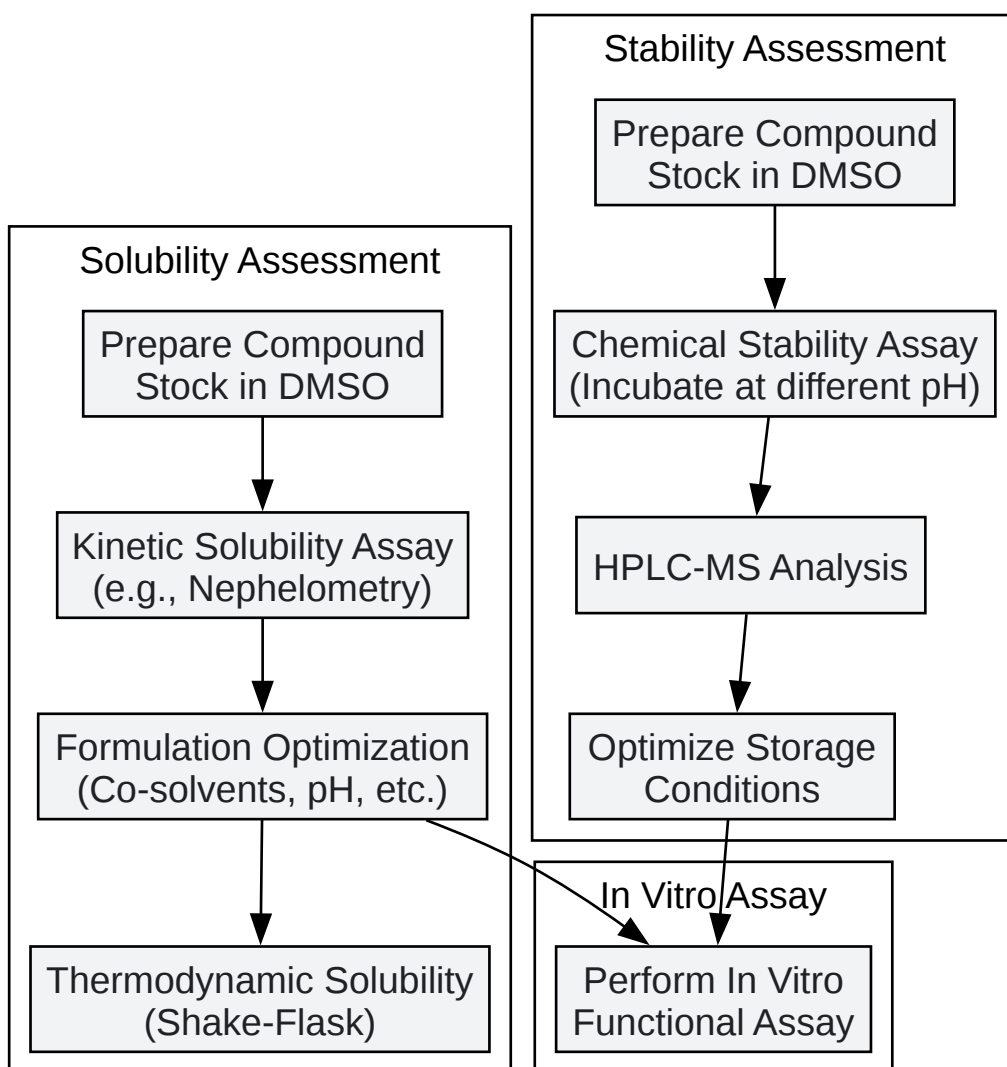 Solubility Assessment
Prepare Compound
Stock in DMSO
Kinetic Solubility Assay
(e.g., Nephelometry)
Formulation Optimization
(Co-solvents, pH, etc.)
Thermodynamic Solubility
(Shake-Flask)
Stability Assessment
Prepare Compound
Stock in DMSO
Chemical Stability Assay
(Incubate at different pH)
HPLC-MS Analysis
Optimize Storage
Conditions
In Vitro Assay
Perform In Vitro
Functional Assay